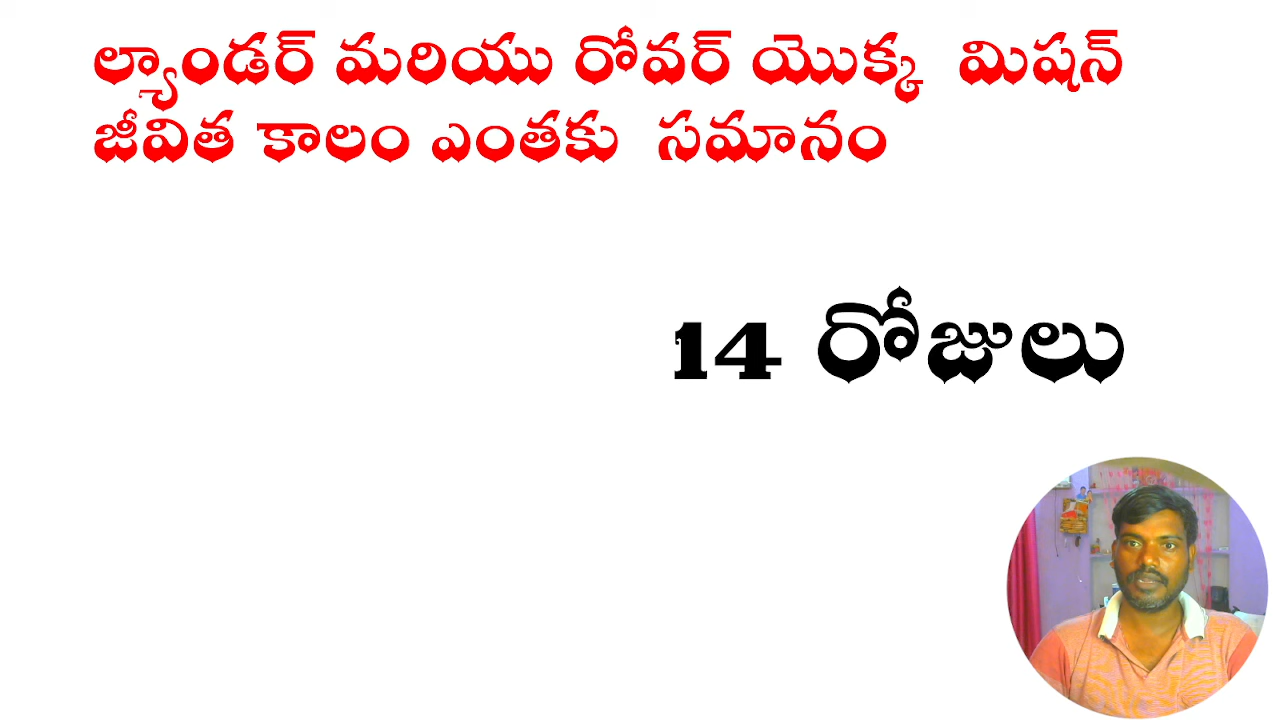 ల్యాండర్ మరియు రోవర్ యొక్క మిషన్
జీవిత కాలం ఎంతకు సమానం
14 రోజులు